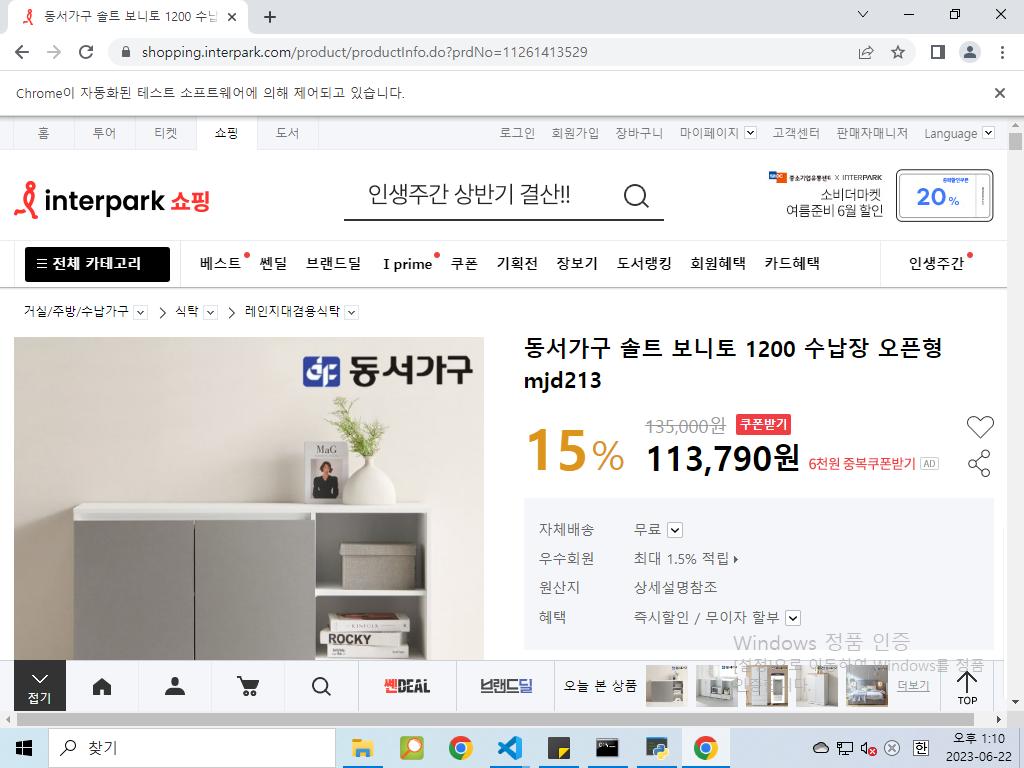 동서가구 솔트 보니토 1200 수납
shopping.interpark.com/product/productInfo.do?prdNo=11261413529
Chrome이 자동화된 테스트 소프트웨어에 의해 제어되고 있습니다.
홈 투어 티켓 쇼핑 도서 로그인 회원가입 장바구니 마이페이지 고객센터 판매자매니저 Language
interpark 쇼핑
인생주간 상반기 결산!!
중소기업유통센터 X INTERPARK
소비더마켓
여름준비 6월 할인
20%
전체 카테고리 베스트 쎈딜 브랜드딜 I prime 쿠폰 기획전 장보기 도서랭킹 회원혜택 카드혜택 인생주간
거실/주방/수납가구 식탁 레인지대겸용식탁
동서가구
MaG
KINFOLK
ROCKY
동서가구 솔트 보니토 1200 수납장 오픈형
mjd213
15%
135,000원 쿠폰받기
113,790원 6천원 중복쿠폰받기 AD
자체배송 무료
우수회원 최대 1.5% 적립
원산지 상세설명참조
혜택 즉시할인 / 무이자 할부
Windows 정품 인증
[설정]으로 이동하여 Windows를 정품
접기 쎈DEAL 브랜드딜 오늘 본 상품 더보기 TOP
찾기
한
오후 1:10
2023-06-22